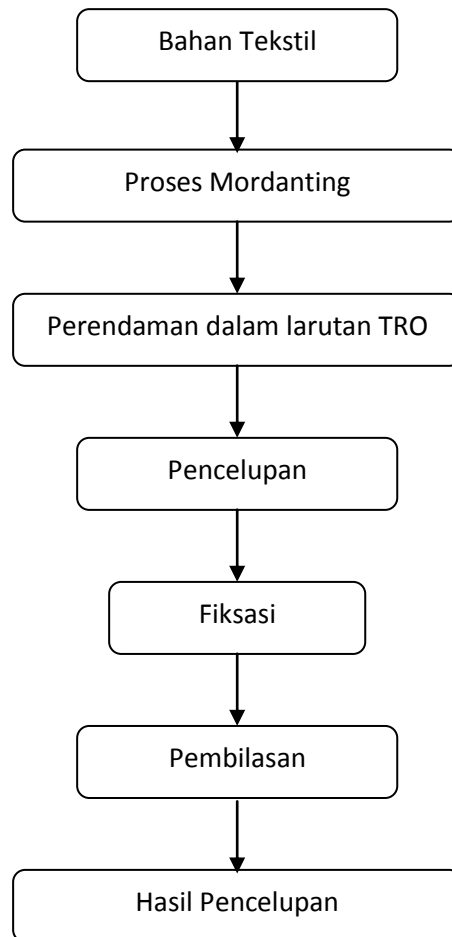 Bahan Tekstil
Proses Mordanting
Perendaman dalam larutan TRO
Pencelupan
Fiksasi
Pembilasan
Hasil Pencelupan